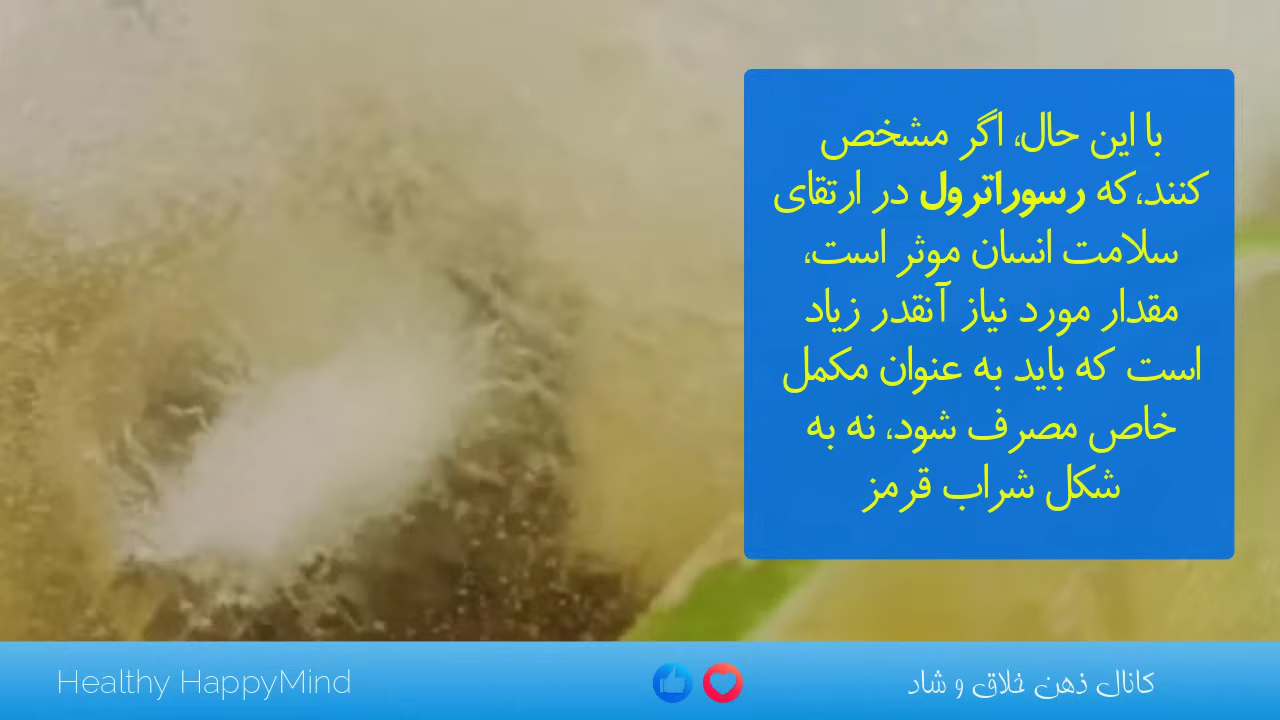 با این حال، اگر مشخص
کنند،که رسوراترول در ارتقای
سلامت انسان موثر است،
مقدار مورد نیاز آنقدر زیاد
است که باید به عنوان مکمل
خاص مصرف شود، نه به
شکل شراب قرمز
Healthy HappyMind
کانال ذهن خلاق و شاد